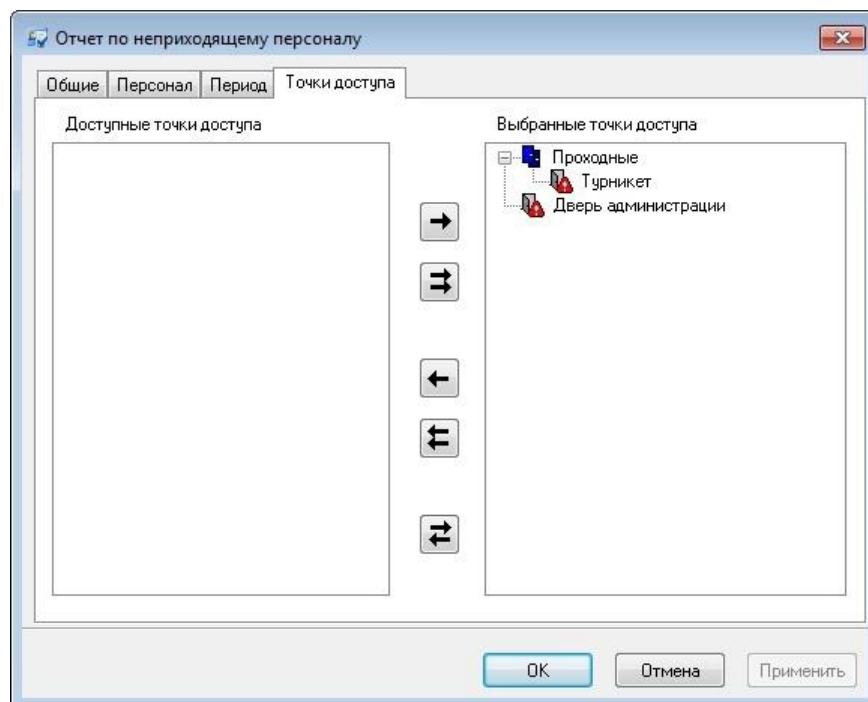 Отчет по неприходящему персоналу
Общие Персонал Период Точки доступа
Доступные точки доступа
Выбранные точки доступа
Проходные
Турникет
Дверь администрации
OK Отмена Применить